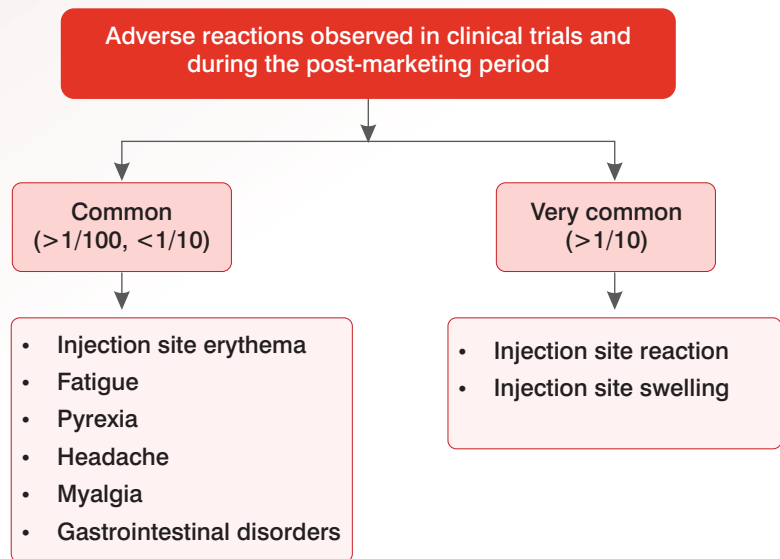 Adverse reactions observed in clinical trials and
during the post-marketing period
Common
(>1/100, <1/10)
Very common
(>1/10)
• Injection site erythema
• Fatigue
• Pyrexia
• Headache
• Myalgia
• Gastrointestinal disorders
• Injection site reaction
• Injection site swelling